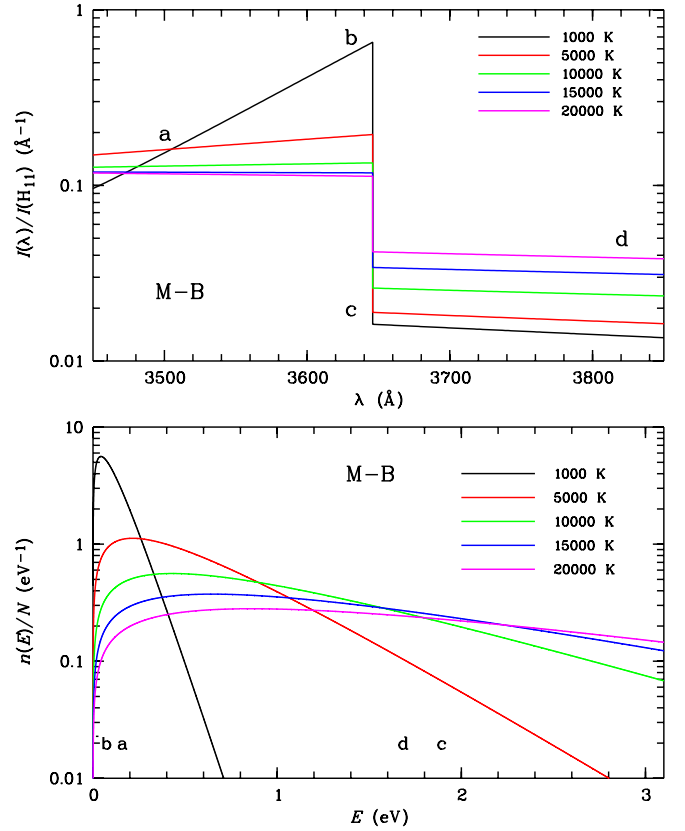 1
0.1
0.01
I(λ)/I(H₁₁) (Å⁻¹)
1000 K
5000 K
10000 K
15000 K
20000 K
a
b
c
d
M-B
3500 3600 3700 3800
λ (Å)
10
1
0.1
0.01
n(E)/N (eV⁻¹)
M-B
1000 K
5000 K
10000 K
15000 K
20000 K
b a d c
0 1 2 3
E (eV)